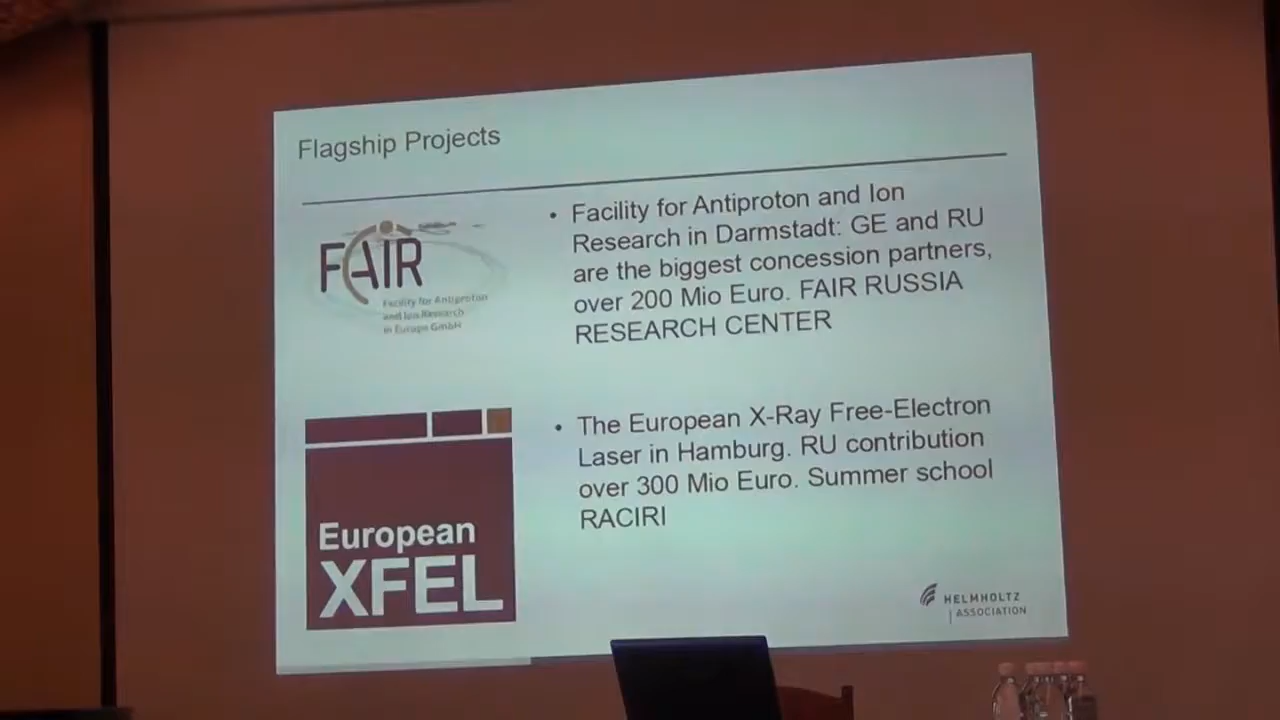 Flagship Projects
FAIR
Facility for Antiproton
and Ion Research
in Europe GmbH
• Facility for Antiproton and Ion
Research in Darmstadt: GE and RU
are the biggest concession partners,
over 200 Mio Euro. FAIR RUSSIA
RESEARCH CENTER
European
XFEL
• The European X-Ray Free-Electron
Laser in Hamburg. RU contribution
over 300 Mio Euro. Summer school
RACIRI
HELMHOLTZ
ASSOCIATION